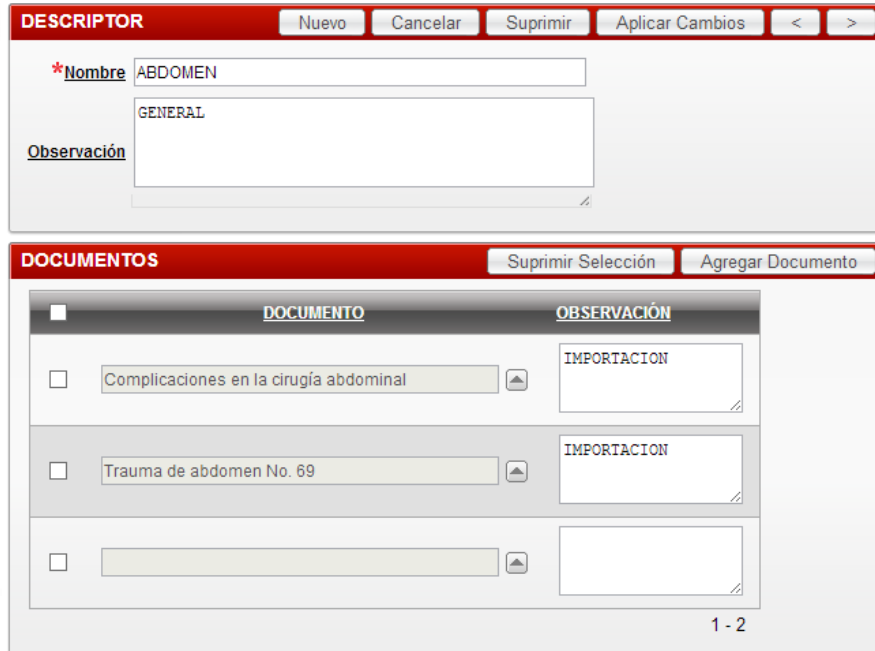 DESCRIPTOR Nuevo Cancelar Suprimir Aplicar Cambios < >
*Nombre ABDOMEN
Observación GENERAL
DOCUMENTOS Suprimir Selección Agregar Documento
DOCUMENTO OBSERVACIÓN
Complicaciones en la cirugía abdominal IMPORTACION
Trauma de abdomen No. 69 IMPORTACION
1 - 2